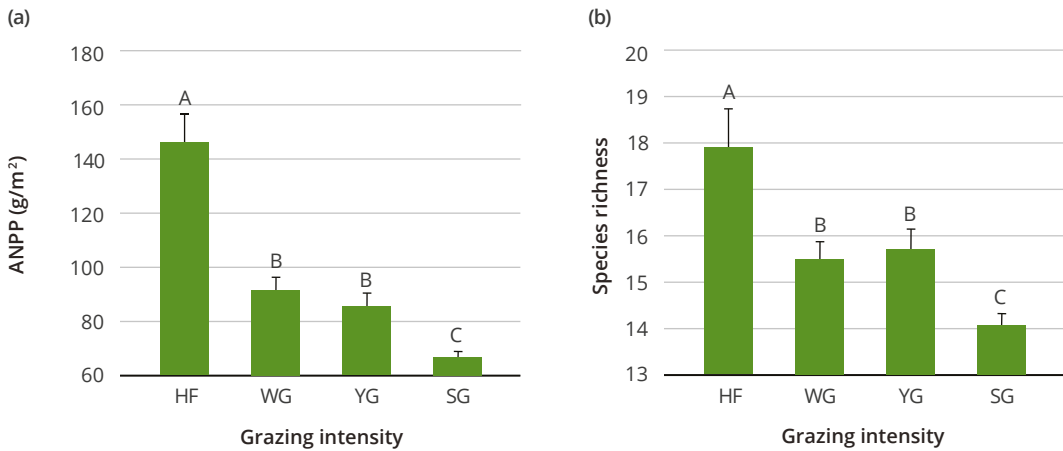 (a)
180
160
140
120
100
80
60
ANPP (g/m²)
A
B
B
C
HF WG YG SG
Grazing intensity
(b)
20
19
18
17
16
15
14
13
Species richness
A
B
B
C
HF WG YG SG
Grazing intensity